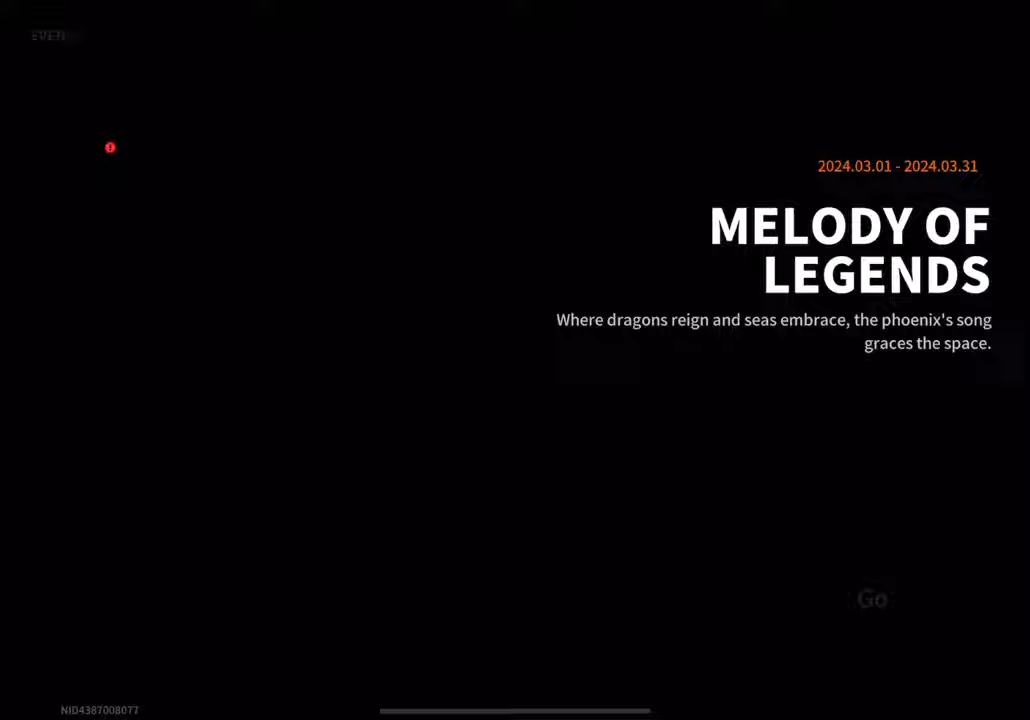 2024.03.01 - 2024.03.31
MELODY OF
LEGENDS
Where dragons reign and seas embrace, the phoenix's song
graces the space.
Go
NID4387008077